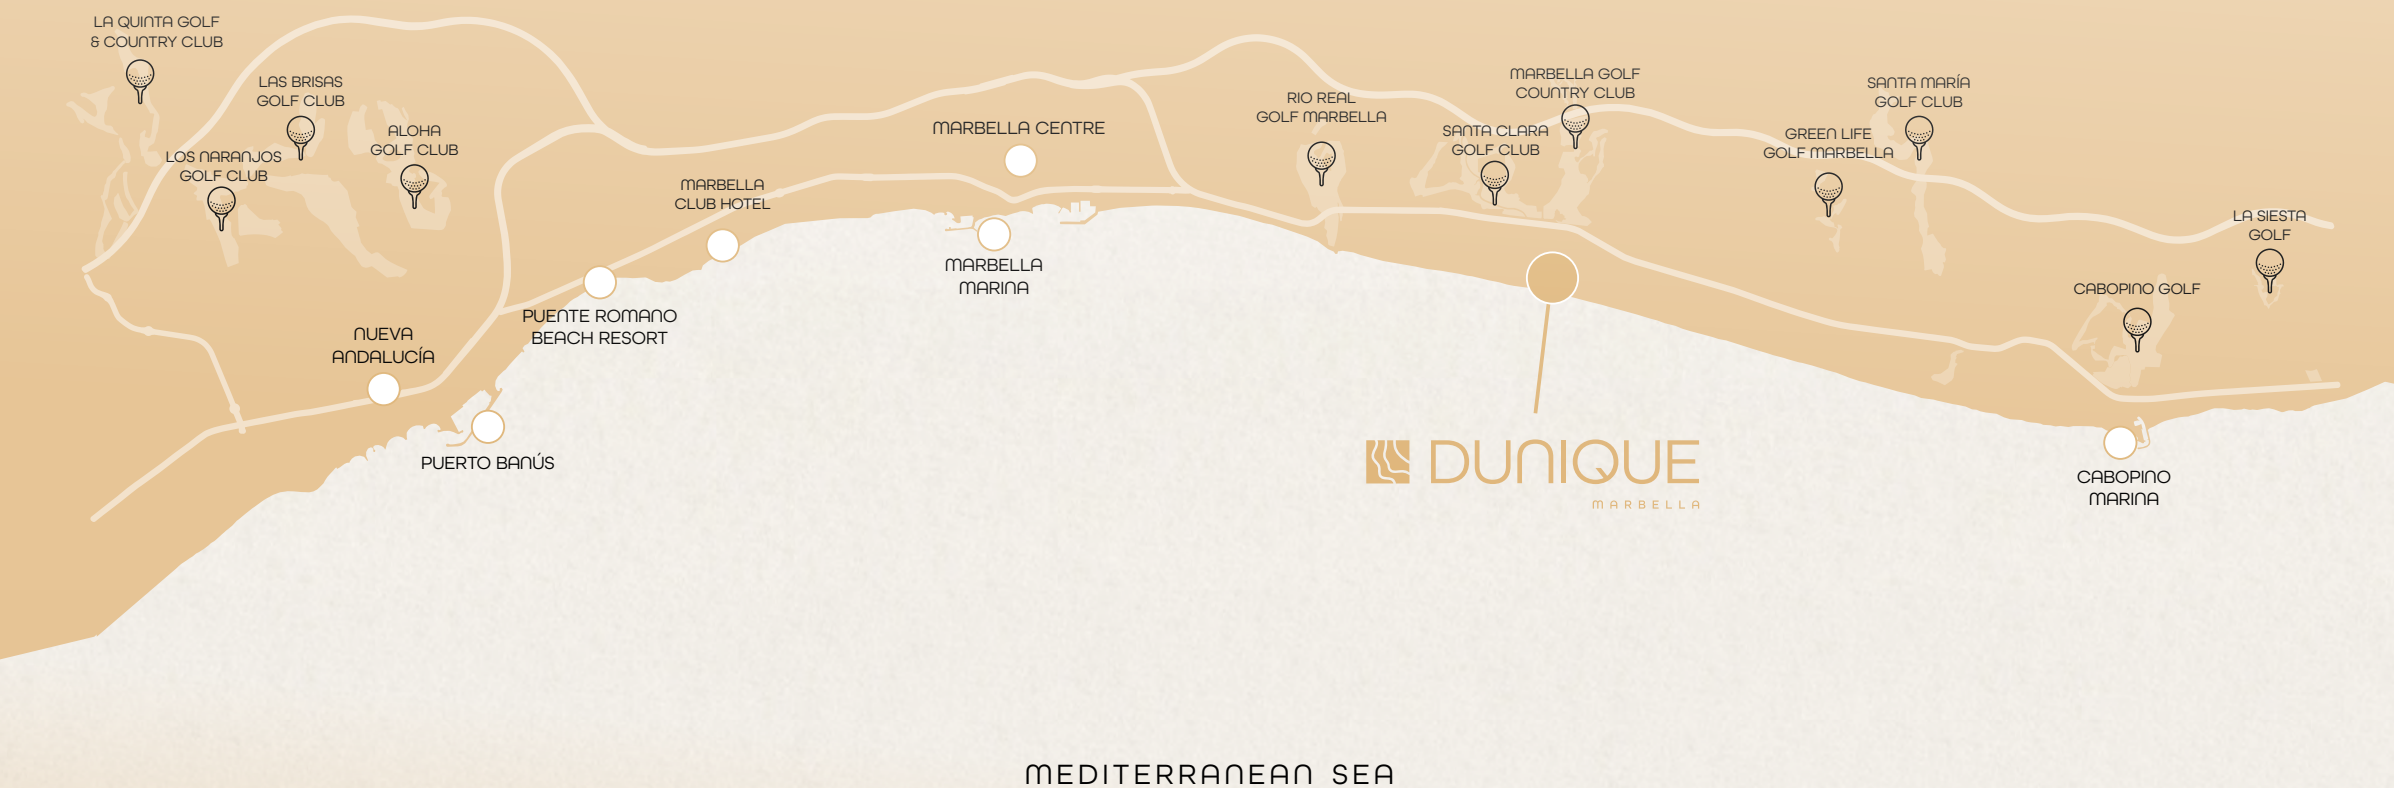 LA QUINTA GOLF
& COUNTRY CLUB
LAS BRISAS
GOLF CLUB
LOS NARANJOS
GOLF CLUB
ALOHA
GOLF CLUB
MARBELLA
CLUB HOTEL
MARBELLA CENTRE
MARBELLA
MARINA
PUENTE ROMANO
BEACH RESORT
NUEVA
ANDALUCÍA
PUERTO BANÚS
RIO REAL
GOLF MARBELLA
SANTA CLARA
GOLF CLUB
MARBELLA GOLF
COUNTRY CLUB
GREEN LIFE
GOLF MARBELLA
SANTA MARÍA
GOLF CLUB
LA SIESTA
GOLF
CABOPINO GOLF
CABOPINO
MARINA
DUNIQUE
MARBELLA
MEDITERRANEAN SEA